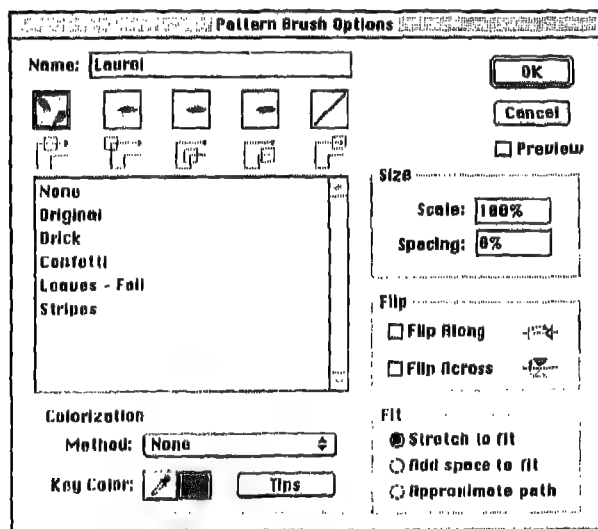 Pattern Brush Options
Name: Laurel
OK
Cancel
Preview
None
Original
Brick
Confetti
Leaves - Fall
Stripes
Size
Scale: 100%
Spacing: 0%
Flip
Flip Along
Flip Across
Colorization
Method: None
Key Color: Tips
Fit
Stretch to fit
Add space to fit
Approximate path